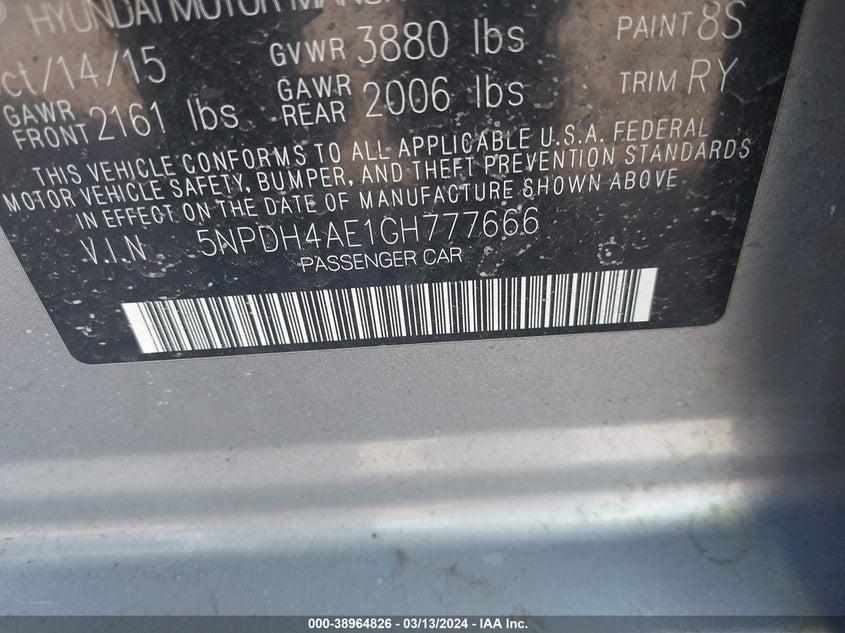 HYUNDAI MOTOR
Oct/14/15 GVWR 3880 lbs PAINT 8S
GAWR FRONT 2161 lbs GAWR REAR 2006 lbs TRIM RY
THIS VEHICLE CONFORMS TO ALL APPLICABLE U.S.A. FEDERAL
MOTOR VEHICLE SAFETY, BUMPER, AND THEFT PREVENTION STANDARDS
IN EFFECT ON THE DATE OF MANUFACTURE SHOWN ABOVE
V.I.N 5NPDH4AE1GH777666
PASSENGER CAR
000-38964826 - 03/13/2024 - IAA Inc.